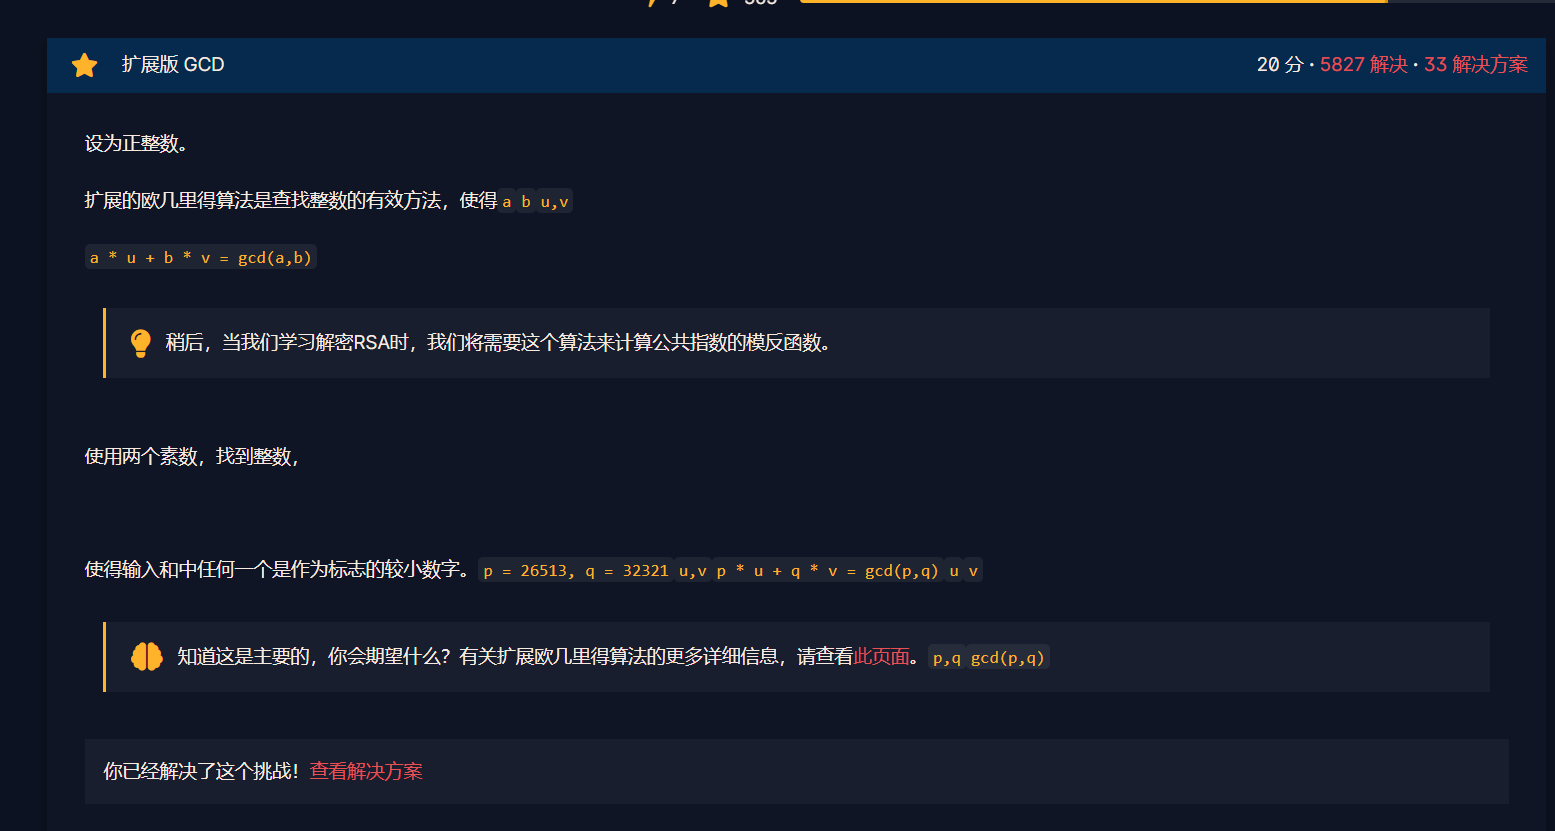 扩展版 GCD
20 分 · 5827 解决 · 33 解决方案
设为正整数。
扩展的欧几里得算法是查找整数的有效方法，使得 a b u,v
a * u + b * v = gcd(a,b)
稍后，当我们学习解密RSA时，我们将需要这个算法来计算公共指数的模反函数。
使用两个素数，找到整数，
使得输入和中任何一个是作为标志的较小数字。 p = 26513, q = 32321 u,v p * u + q * v = gcd(p,q) u v
知道这是主要的，你会期望什么？有关扩展欧几里得算法的更多详细信息，请查看此页面。 p,q gcd(p,q)
你已经解决了这个挑战！查看解决方案